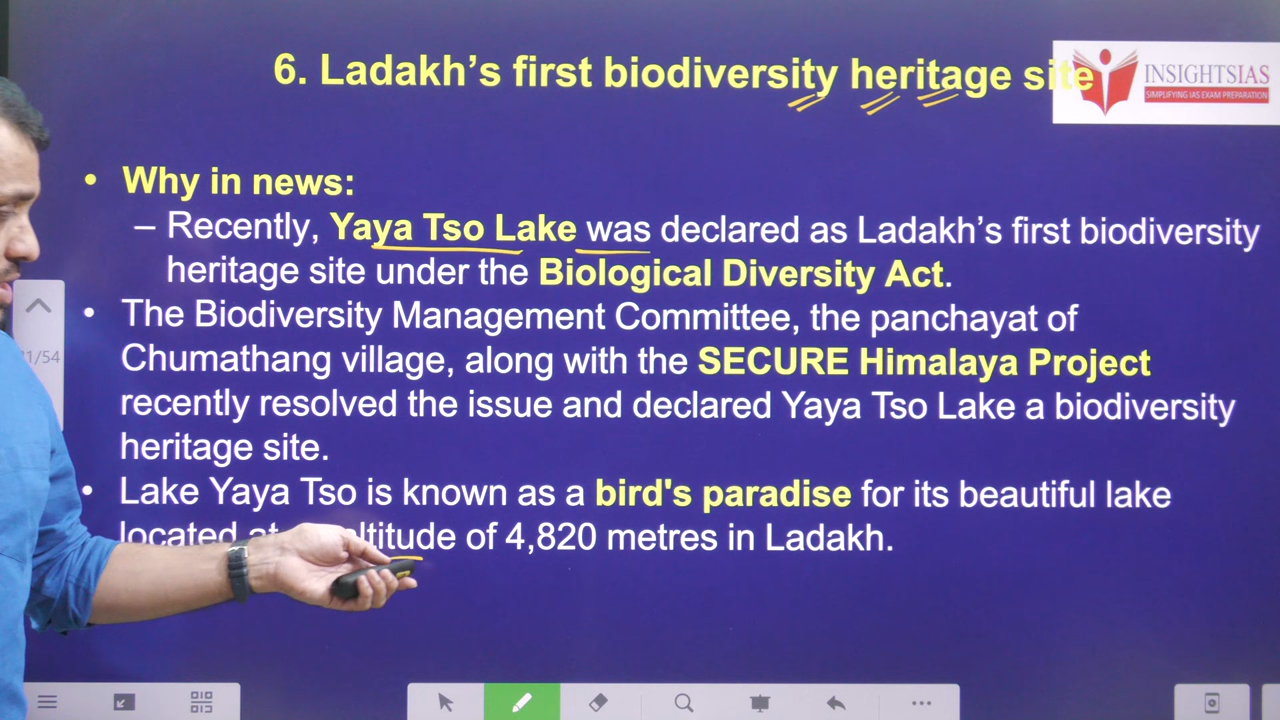 6. Ladakh’s first biodiversity heritage site
INSIGHTSIAS
SIMPLIFYING IAS EXAM PREPARATION
• Why in news:
– Recently, Yaya Tso Lake was declared as Ladakh’s first biodiversity
heritage site under the Biological Diversity Act.
• The Biodiversity Management Committee, the panchayat of
Chumathang village, along with the SECURE Himalaya Project
recently resolved the issue and declared Yaya Tso Lake a biodiversity
heritage site.
• Lake Yaya Tso is known as a bird's paradise for its beautiful lake
located at altitude of 4,820 metres in Ladakh.
1/54